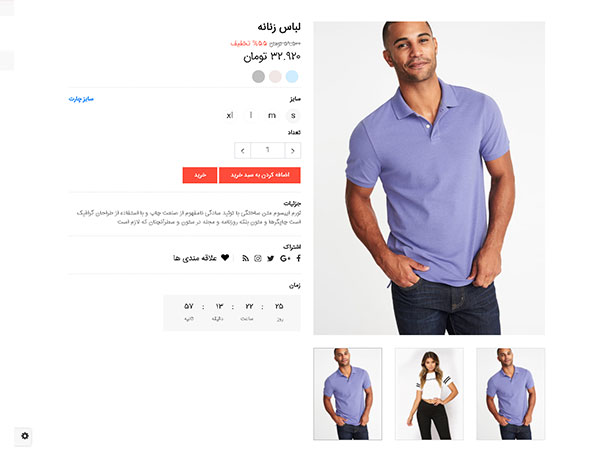 لباس زنانه
۵۹.۵۰۰ تومان ۵۵% تخفیف
۳۲.۹۲۰ تومان
سایز
سایز چارت
s m l xl
تعداد
اضافه کردن به سبد خرید
خرید
جزئیات
لورم ایپسوم متن ساختگی با تولید سادگی نامفهوم از صنعت چاپ و با استفاده از طراحان گرافیک
است چاپگرها و متون بلکه روزنامه و مجله در ستون و سطرآنچنان که لازم است
اشتراک
علاقه مندی ها
زمان
۲۵ : ۲۲ : ۱۳ : ۵۷
روز ساعت دقیقه ثانیه